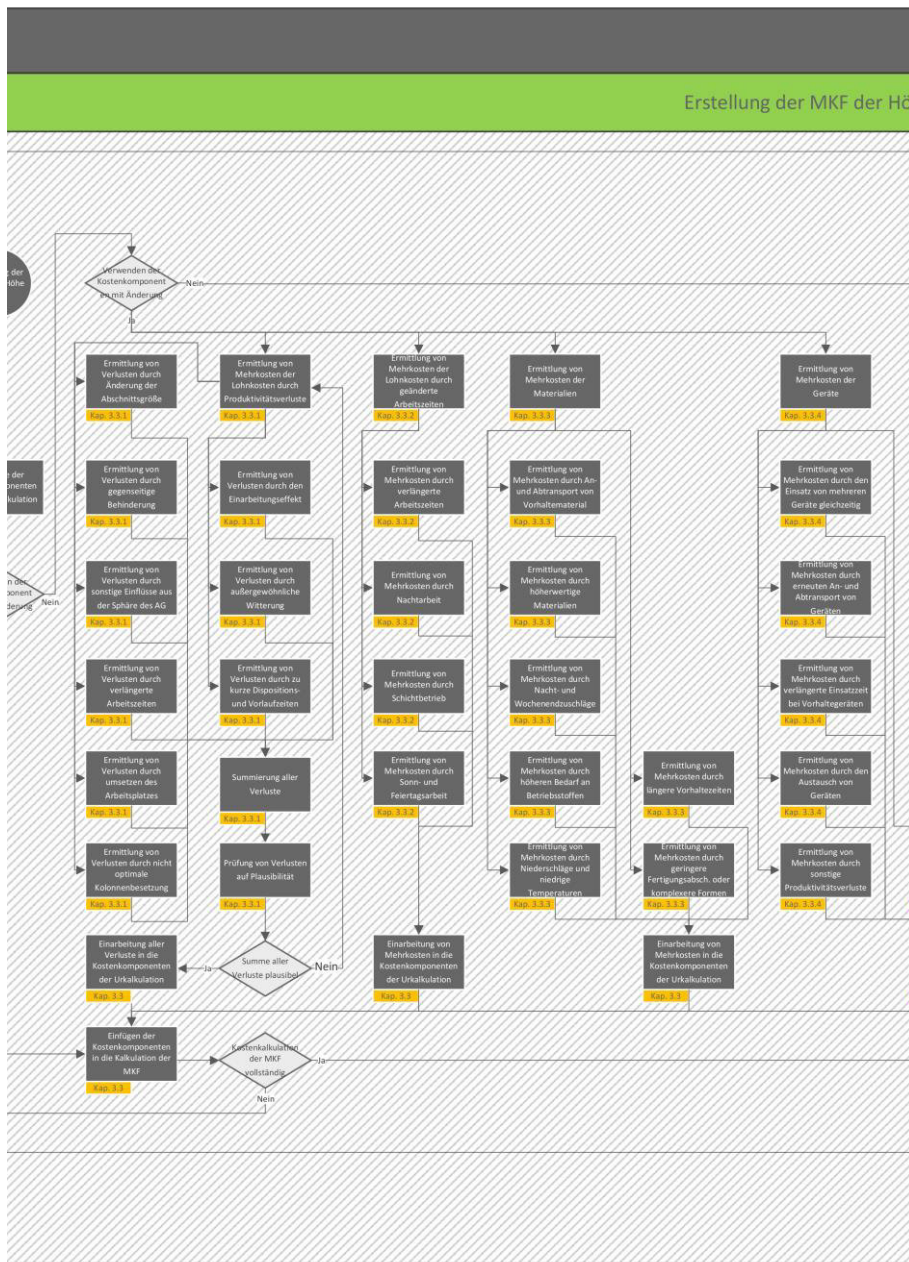 Erstellung der MKF der Hö
g der
Höhe
Verwenden der
Kostenkomponent
en mit Änderung
Nein
Ja
Ermittlung von
Verlusten durch
Änderung der
Abschnittsgröße
Kap. 3.3.1
Ermittlung von
Mehrkosten der
Lohnkosten durch
Produktivitätsverluste
Kap. 3.3.1
Ermittlung von
Mehrkosten der
Lohnkosten durch
geänderte
Arbeitszeiten
Kap. 3.3.2
Ermittlung von
Mehrkosten der
Materialien
Kap. 3.3.3
Ermittlung von
Mehrkosten der
Geräte
Kap. 3.3.4
e der
onenten
kulation
Ermittlung von
Verlusten durch
gegenseitige
Behinderung
Kap. 3.3.1
Ermittlung von
Verlusten durch den
Einarbeitungseffekt
Kap. 3.3.1
Ermittlung von
Mehrkosten durch
verlängerte
Arbeitszeiten
Kap. 3.3.2
Ermittlung von
Mehrkosten durch An-
und Abtransport von
Vorhaltematerial
Kap. 3.3.3
Ermittlung von
Mehrkosten durch den
Einsatz von mehreren
Geräte gleichzeitig
Kap. 3.3.4
n der
ponent
derung
Nein
Ermittlung von
Verlusten durch
sonstige Einflüsse aus
der Sphäre des AG
Kap. 3.3.1
Ermittlung von
Verlusten durch
außergewöhnliche
Witterung
Kap. 3.3.1
Ermittlung von
Mehrkosten durch
Nachtarbeit
Kap. 3.3.2
Ermittlung von
Mehrkosten durch
höherwertige
Materialien
Kap. 3.3.3
Ermittlung von
Mehrkosten durch
erneuten An- und
Abtransport von
Geräten
Kap. 3.3.4
Ermittlung von
Verlusten durch
verlängerte
Arbeitszeiten
Kap. 3.3.1
Ermittlung von
Verlusten durch zu
kurze Dispositions-
und Vorlaufzeiten
Kap. 3.3.1
Ermittlung von
Mehrkosten durch
Schichtbetrieb
Kap. 3.3.2
Ermittlung von
Mehrkosten durch
Nacht- und
Wochenendzuschläge
Kap. 3.3.3
Ermittlung von
Mehrkosten durch
verlängerte Einsatzzeit
bei Vorhaltegeräten
Kap. 3.3.4
Ermittlung von
Verlusten durch
umsetzen des
Arbeitsplatzes
Kap. 3.3.1
Summierung aller
Verluste
Kap. 3.3.1
Ermittlung von
Mehrkosten durch
Sonn- und
Feiertagsarbeit
Kap. 3.3.2
Ermittlung von
Mehrkosten durch
höheren Bedarf an
Betriebsstoffen
Kap. 3.3.3
Ermittlung von
Mehrkosten durch
längere Vorhaltezeiten
Kap. 3.3.3
Ermittlung von
Mehrkosten durch den
Austausch von
Geräten
Kap. 3.3.4
Ermittlung von
Verlusten durch nicht
optimale
Kolonnenbesetzung
Kap. 3.3.1
Prüfung von Verlusten
auf Plausibilität
Kap. 3.3.1
Ermittlung von
Mehrkosten durch
Niederschläge und
niedrige
Temperaturen
Kap. 3.3.3
Ermittlung von
Mehrkosten durch
geringere
Fertigungsabsch. oder
komplexere Formen
Kap. 3.3.3
Ermittlung von
Mehrkosten durch
sonstige
Produktivitätsverluste
Kap. 3.3.4
Einarbeitung aller
Verluste in die
Kostenkomponenten
der Urkalkulation
Kap. 3.3
Ja
Summe aller
Verluste plausibel
Nein
Einarbeitung von
Mehrkosten in die
Kostenkomponenten
der Urkalkulation
Kap. 3.3
Einarbeitung von
Mehrkosten in die
Kostenkomponenten
der Urkalkulation
Kap. 3.3
Einfügen der
Kostenkomponenten
in die Kalkulation der
MKF
Kap. 3.3
Kostenkalkulation
der MKF
vollständig
Ja
Nein